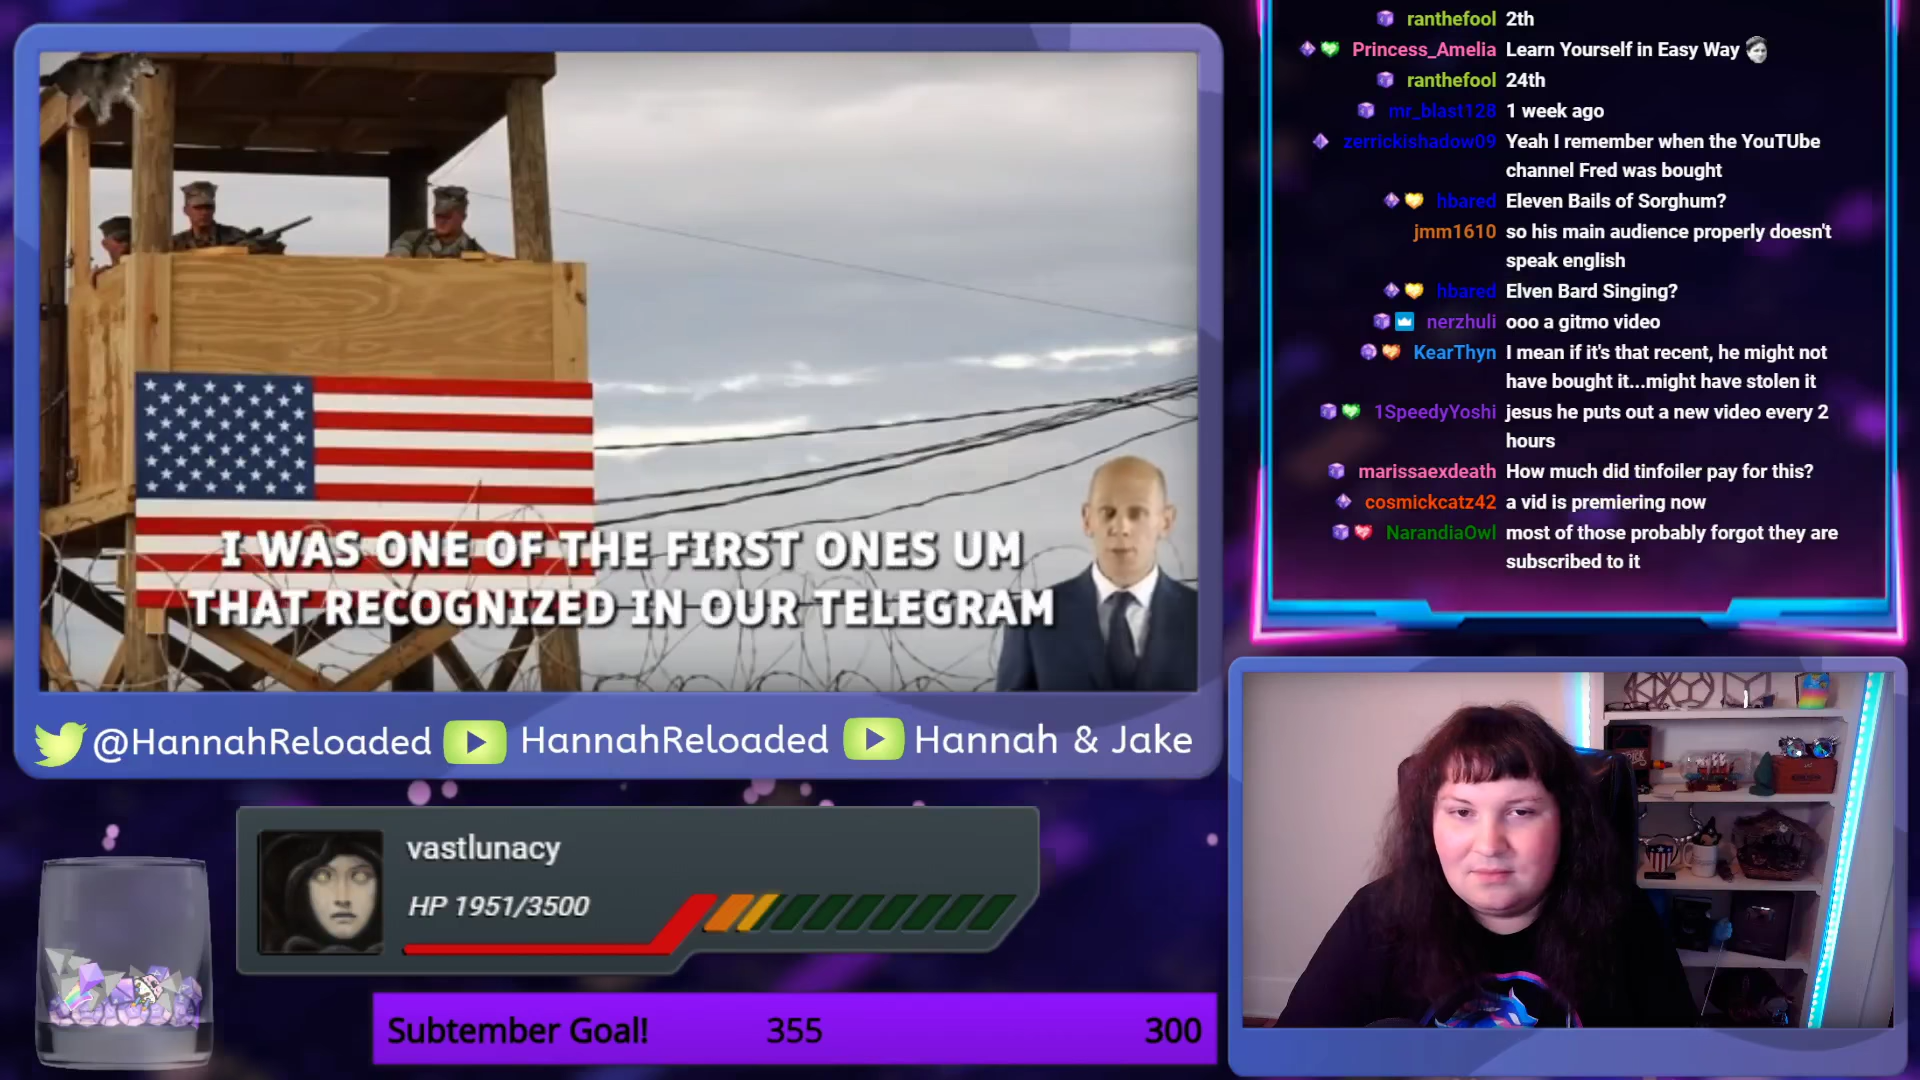 ranthefool 2th
Princess_Amelia Learn Yourself in Easy Way
ranthefool 24th
mr_blast128 1 week ago
zerrickishadow09 Yeah I remember when the YouTUbe
channel Fred was bought
hbared Eleven Bails of Sorghum?
jmm1610 so his main audience properly doesn't
speak english
hbared Elven Bard Singing?
nerzhuli ooo a gitmo video
KearThyn I mean if it's that recent, he might not
have bought it...might have stolen it
1SpeedyYoshi jesus he puts out a new video every 2
hours
marissaexdeath How much did tinfoiler pay for this?
cosmickcatz42 a vid is premiering now
NarandiaOwl most of those probably forgot they are
subscribed to it
I WAS ONE OF THE FIRST ONES UM
THAT RECOGNIZED IN OUR TELEGRAM
@HannahReloaded HannahReloaded Hannah & Jake
vastlunacy
HP 1951/3500
Subtember Goal! 355 300